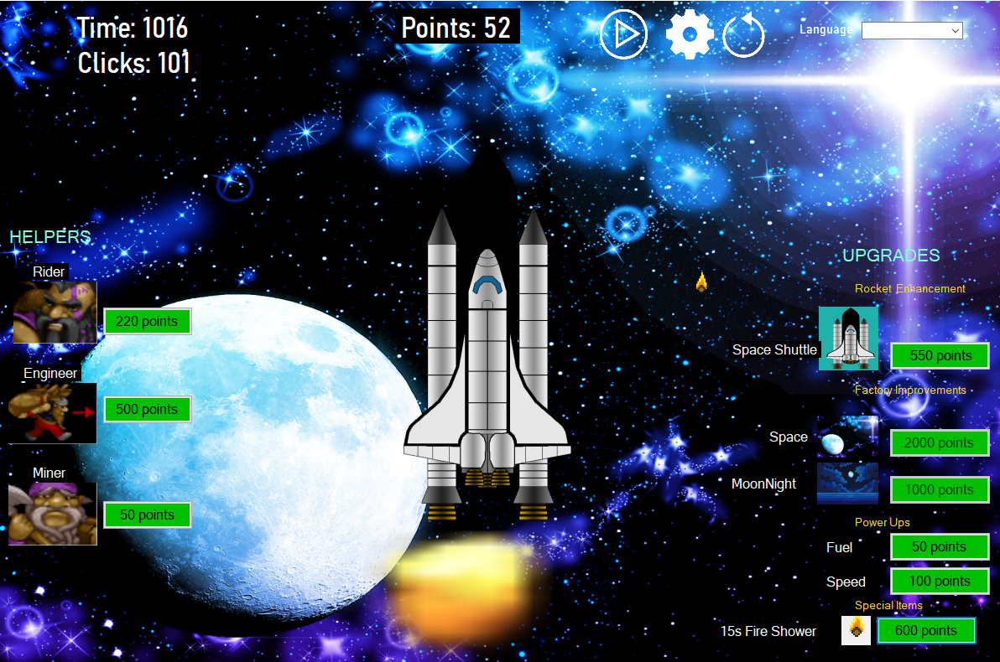 Time: 1016
Clicks: 101
Points: 52
Language
HELPERS
Rider
220 points
Engineer
500 points
Miner
50 points
UPGRADES
Rocket Enhancement
Space Shuttle
550 points
Factory Improvements
Space
2000 points
MoonNight
1000 points
Power Ups
Fuel
50 points
Speed
100 points
Special Items
15s Fire Shower
600 points